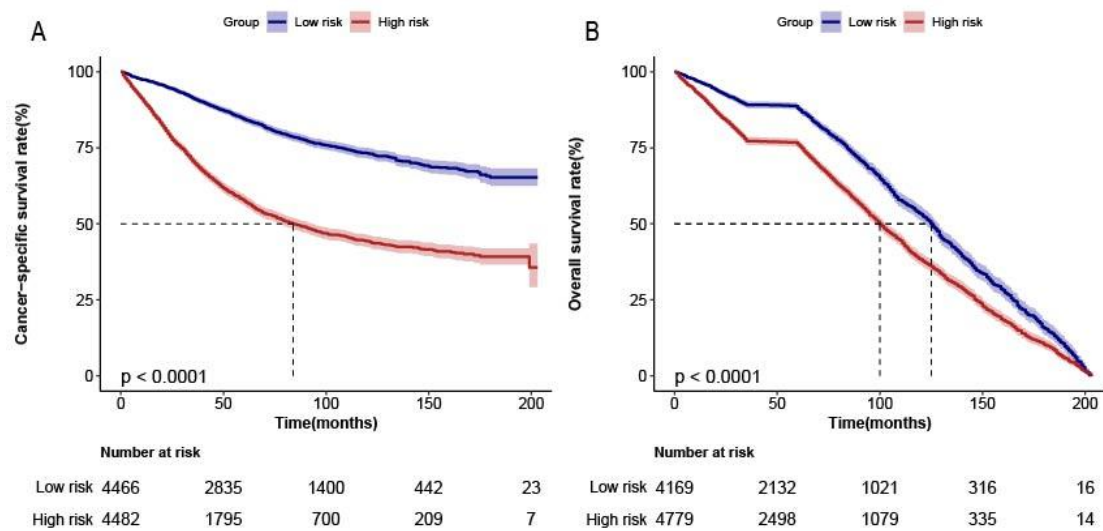 A
Group Low risk High risk
Cancer-specific survival rate(%)
100
75
50
25
0
p < 0.0001
0 50 100 150 200
Time(months)
Number at risk
Low risk 4466 2835 1400 442 23
High risk 4482 1795 700 209 7
B
Group Low risk High risk
Overall survival rate(%)
100
75
50
25
0
p < 0.0001
0 50 100 150 200
Time(months)
Number at risk
Low risk 4169 2132 1021 316 16
High risk 4779 2498 1079 335 14